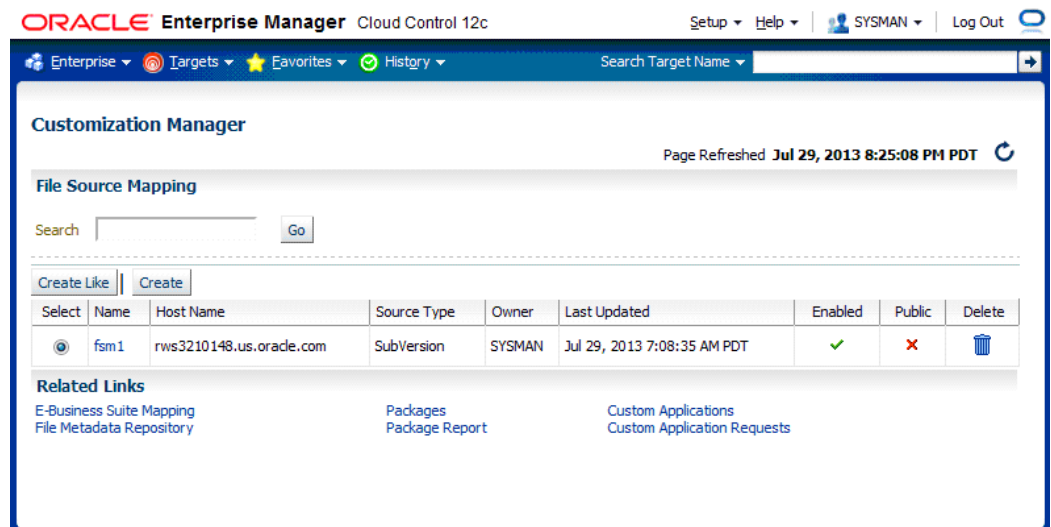 ORACLE Enterprise Manager Cloud Control 12c Setup Help SYSMAN Log Out
Enterprise Targets Favorites History Search Target Name
Customization Manager
Page Refreshed Jul 29, 2013 8:25:08 PM PDT
File Source Mapping
Search Go
Create Like Create
Select Name Host Name Source Type Owner Last Updated Enabled Public Delete
fsm1 rws3210148.us.oracle.com SubVersion SYSMAN Jul 29, 2013 7:08:35 AM PDT
Related Links
E-Business Suite Mapping Packages Custom Applications
File Metadata Repository Package Report Custom Application Requests